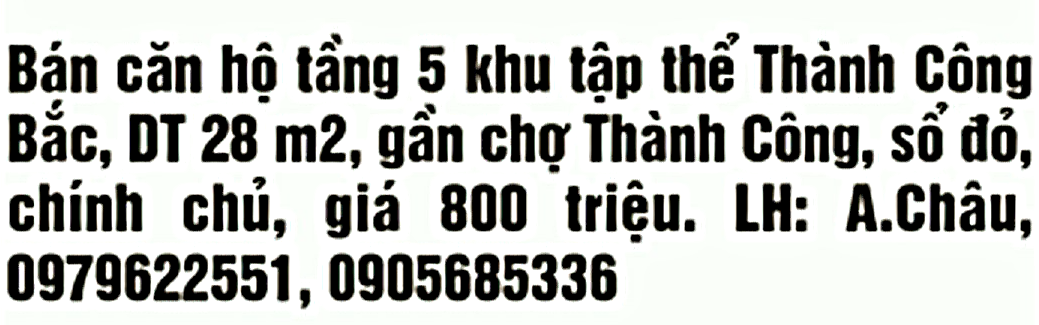 Bán căn hộ tầng 5 khu tập thể Thành Công
Bắc, DT 28 m2, gần chợ Thành Công, sổ đỏ,
chính chủ, giá 800 triệu. LH: A.Châu,
0979622551, 0905685336